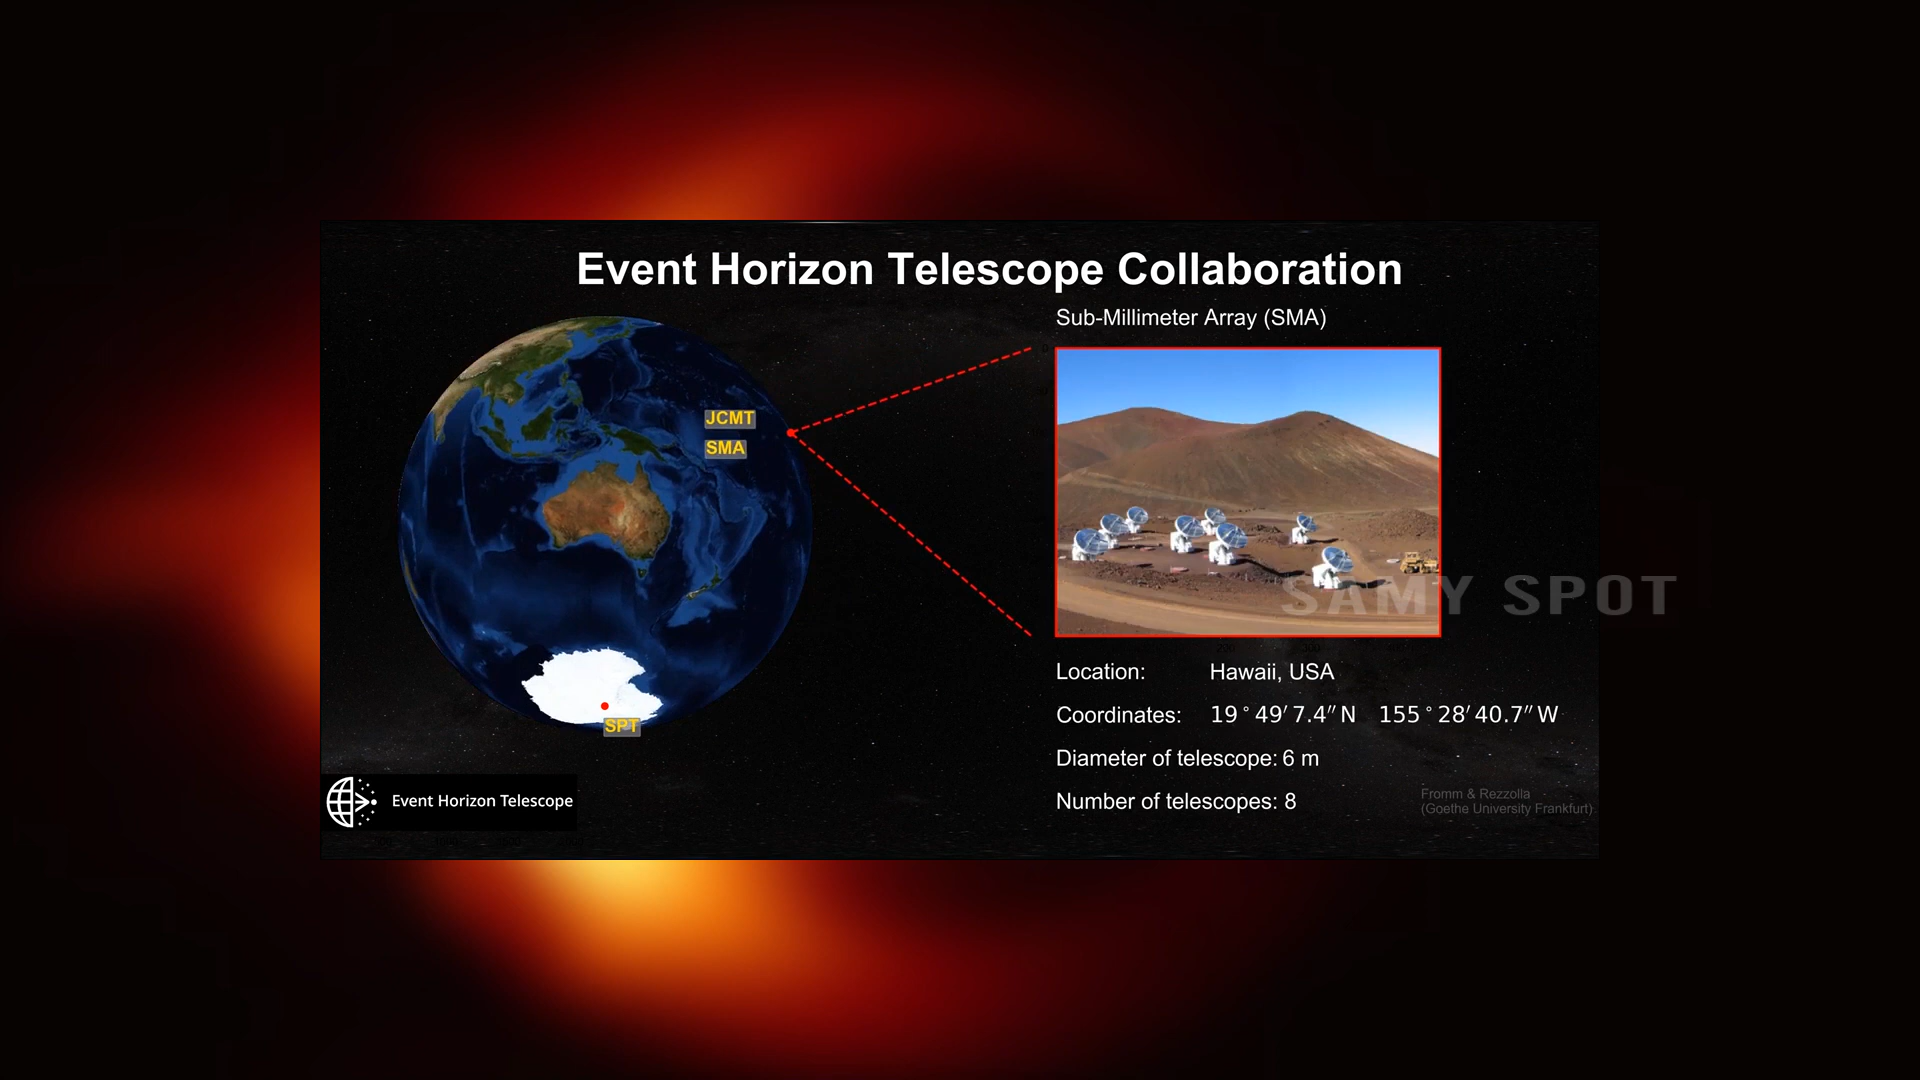 Event Horizon Telescope Collaboration
Sub-Millimeter Array (SMA)
JCMT
SMA
SPT
SAMY SPOT
Location: Hawaii, USA
Coordinates: 19°49′7.4″N 155°28′40.7″W
Diameter of telescope: 6 m
Number of telescopes: 8
Event Horizon Telescope
Fromm & Rezzolla
(Goethe University Frankfurt)